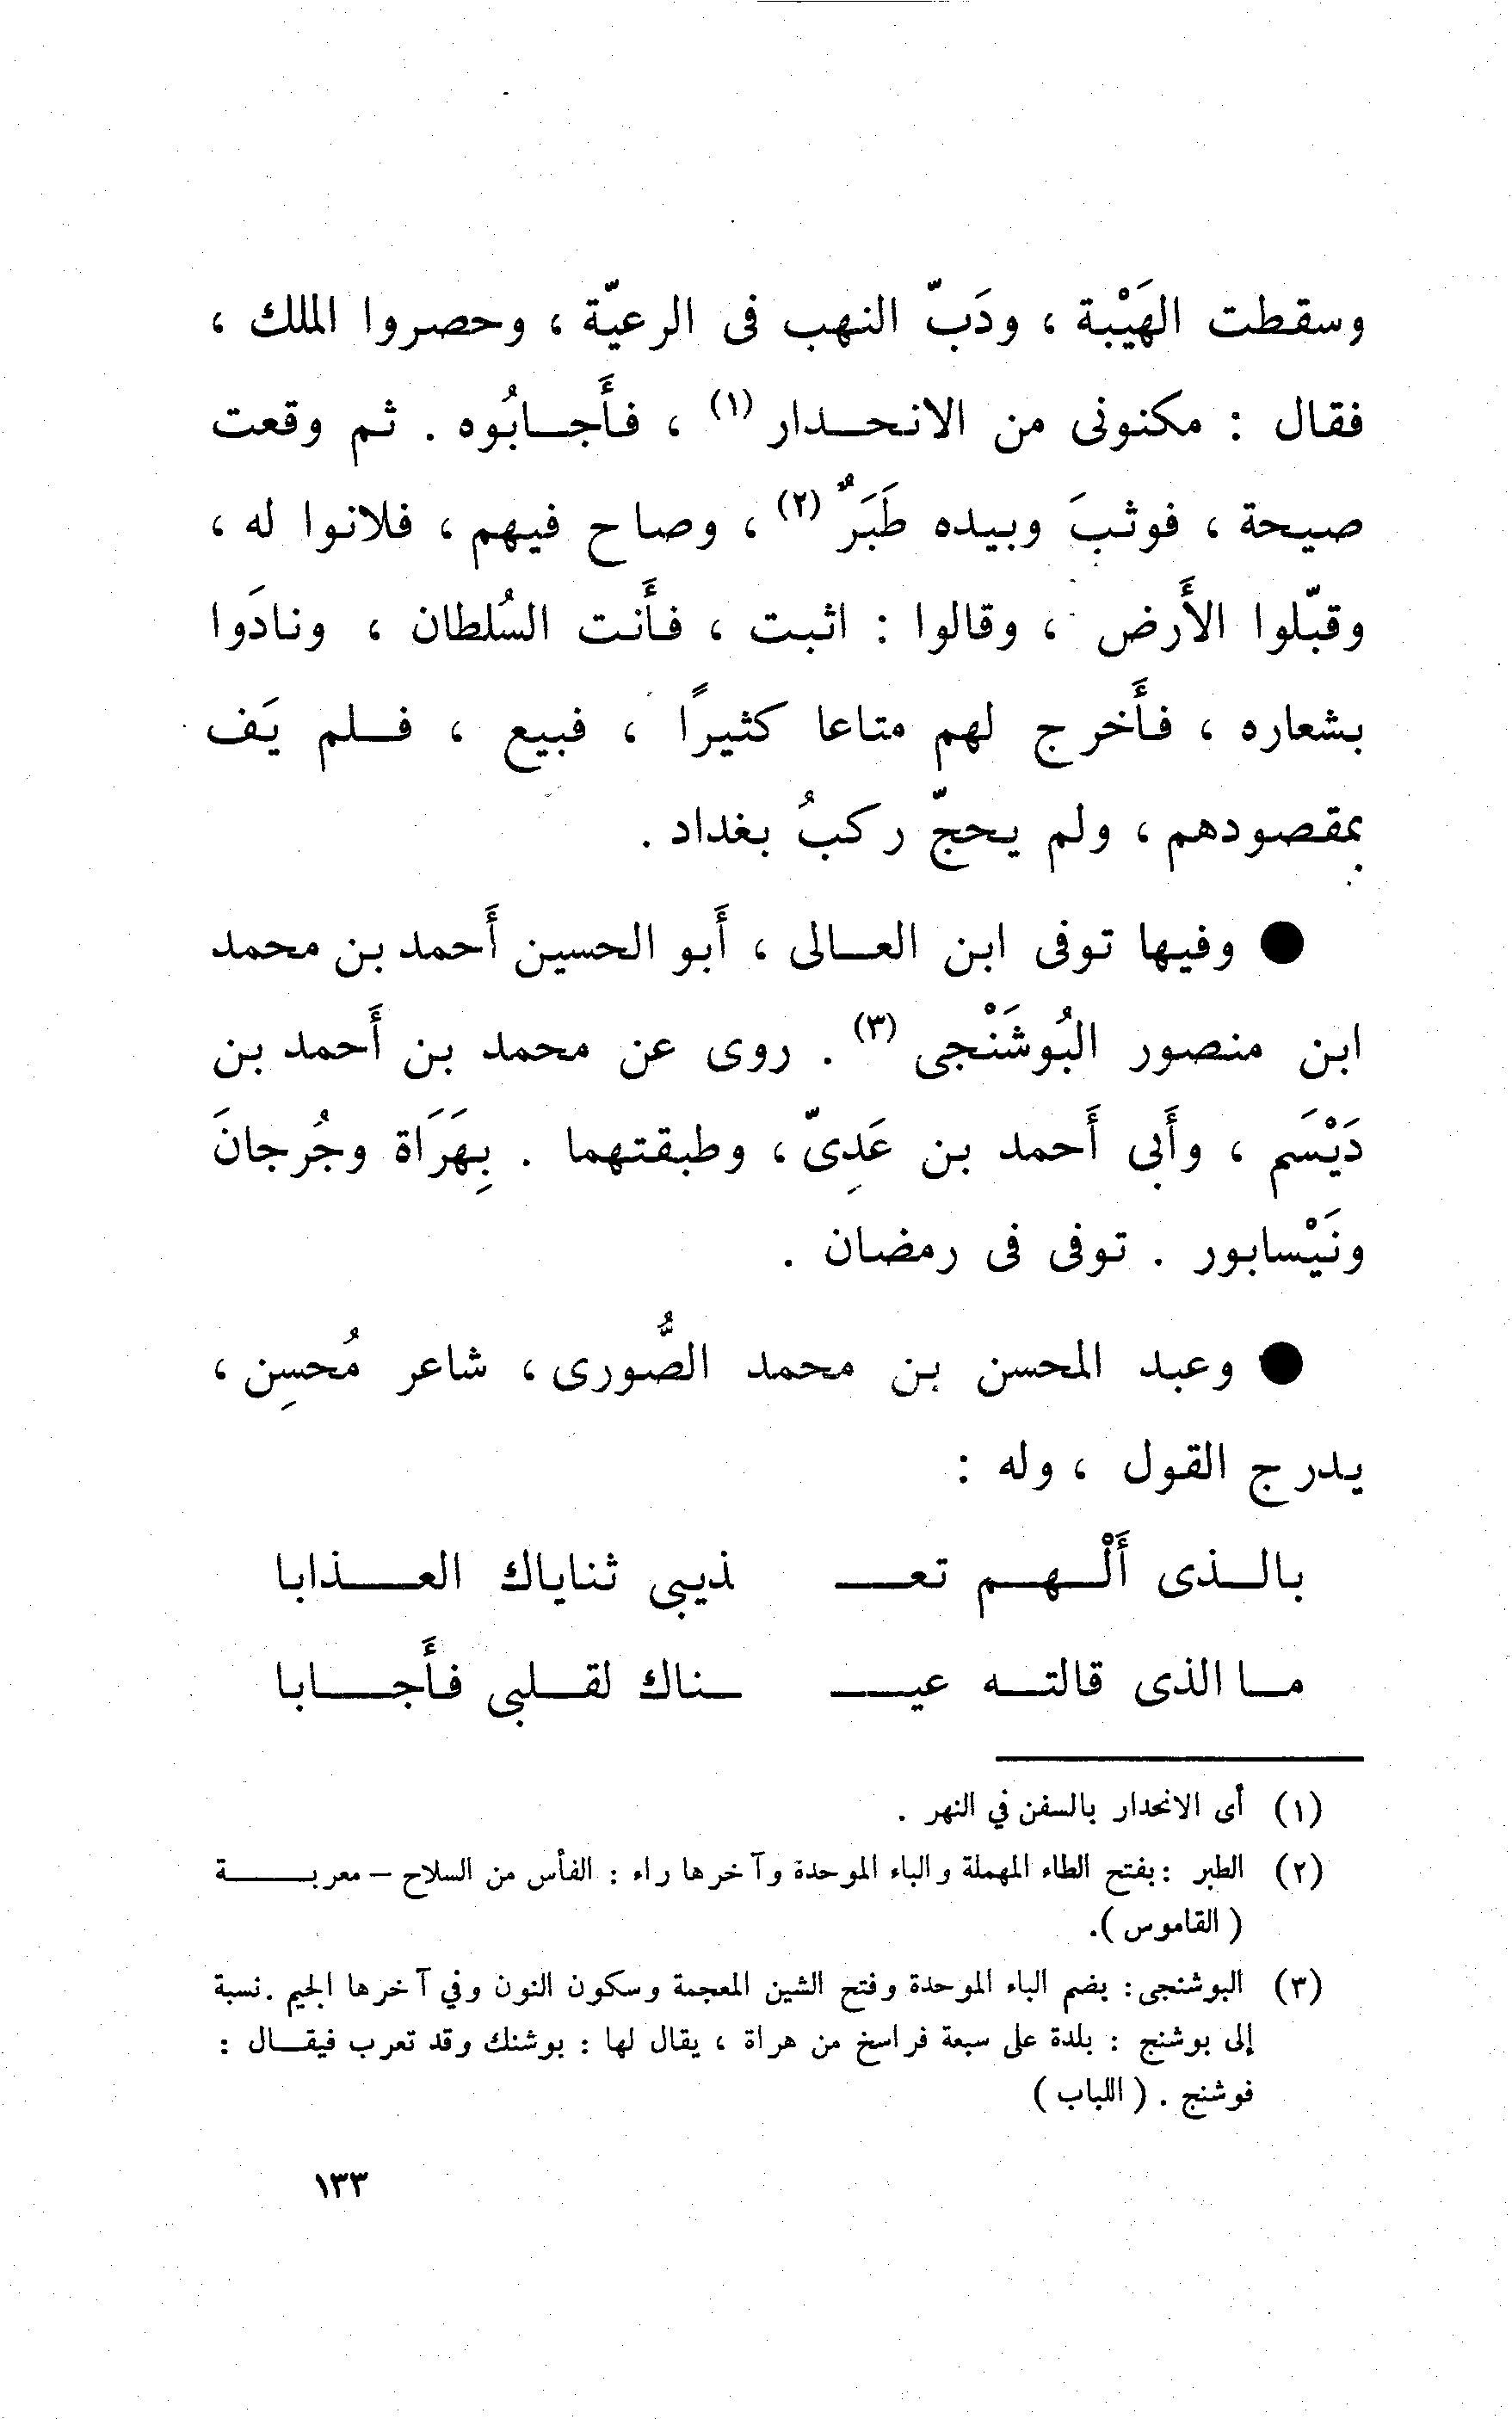 وسقطت الهَيْبة ، ودَبّ النهب فى الرعيّة ، وحصروا الملك ،
فقال : مكنونى من الانحدار (١) ، فأَجابُوه . ثم وقعت
صيحة ، فوثبَ وبيده طَبَرٌ (٢) ، وصاح فيهم ، فلانوا له ،
وقبّلوا الأَرض ، وقالوا : اثبت ، فأَنت السُلطان ، ونادَوا
بشعاره ، فأَخرج لهم متاعا كثيرًا ، فبيع ، فلم يَف
بمقصودهم ، ولم يحجّ ركبُ بغداد .
● وفيها توفى ابن العالى ، أَبو الحسين أَحمد بن محمد
ابن منصور البُوشَنْجى (٣) . روى عن محمد بن أَحمد بن
دَيْسَم ، وأَبى أَحمد بن عَدِىّ ، وطبقتهما . بِهَرَاة وجُرجانَ
ونَيْسابور . توفى فى رمضان .
● وعبد المحسن بن محمد الصُّورى ، شاعر مُحسِن ،
يدرج القول ، وله :
بالذى أَلْهم تعـ ذيبى ثناياك العذابا
ما الذى قالته عيـ ـناك لقلبى فأَجابا
(١) أى الانحدار بالسفن في النهر .
(٢) الطبر : بفتح الطاء المهملة والباء الموحدة وآخرها راء : الفأس من السلاح – معربة
( القاموس ).
(٣) البوشنجى : بضم الباء الموحدة وفتح الشين المعجمة وسكون النون وفي آخرها الجيم . نسبة
إلى بوشنج : بلدة على سبعة فراسخ من هراة ، يقال لها : بوشنك وقد تعرب فيقال :
فوشنج . ( اللباب )
١٣٣